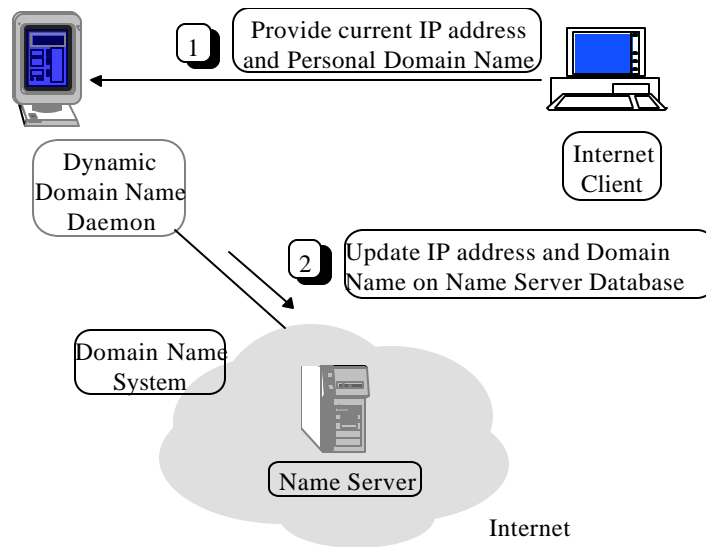 1
Provide current IP address
and Personal Domain Name
Dynamic
Domain Name
Daemon
Internet
Client
2
Update IP address and Domain
Name on Name Server Database
Domain Name
System
Name Server
Internet